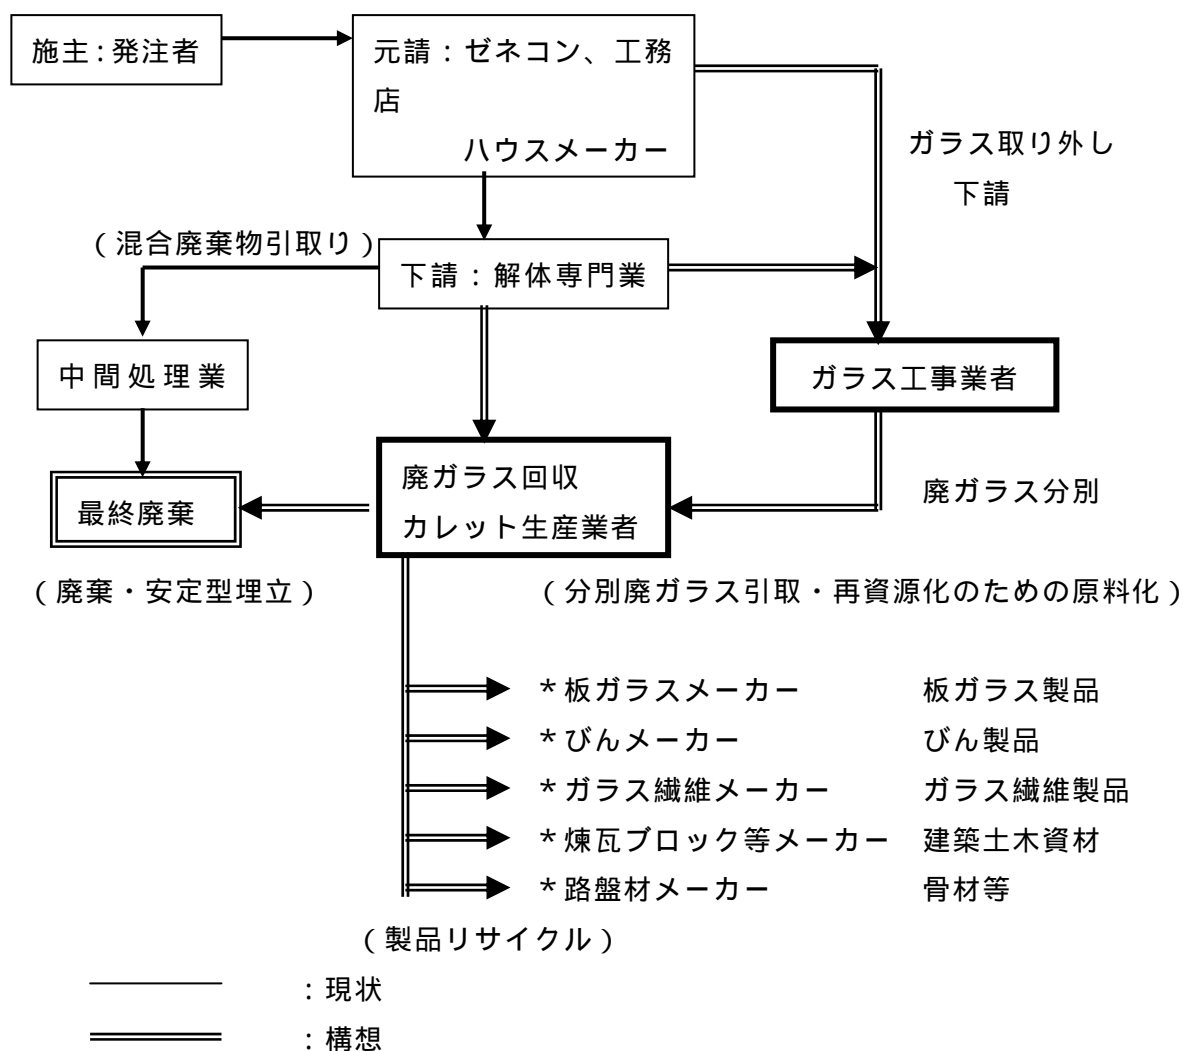 施主：発注者
元請：ゼネコン、工務
店
ハウスメーカー
ガラス取り外し
下請
（混合廃棄物引取り）
下請：解体専門業
中間処理業
ガラス工事業者
廃ガラス回収
カレット生産業者
廃ガラス分別
最終廃棄
（廃棄・安定型埋立）
（分別廃ガラス引取・再資源化のための原料化）
＊板ガラスメーカー 板ガラス製品
＊びんメーカー びん製品
＊ガラス繊維メーカー ガラス繊維製品
＊煉瓦ブロック等メーカー 建築土木資材
＊路盤材メーカー 骨材等
（製品リサイクル）
：現状
：構想